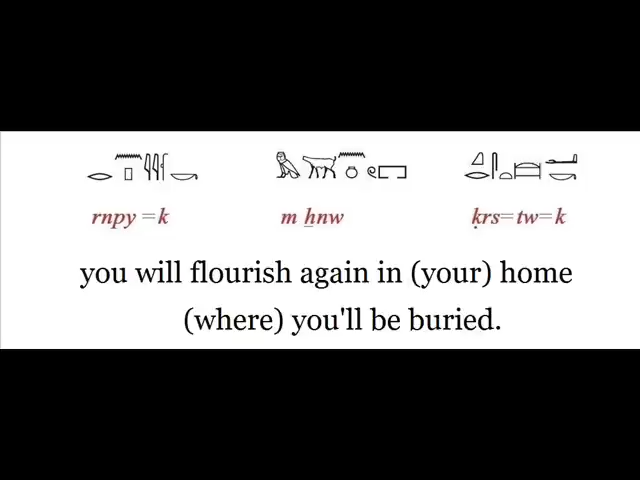 rnpy =k m ẖnw ḳrs=tw=k
you will flourish again in (your) home
(where) you'll be buried.